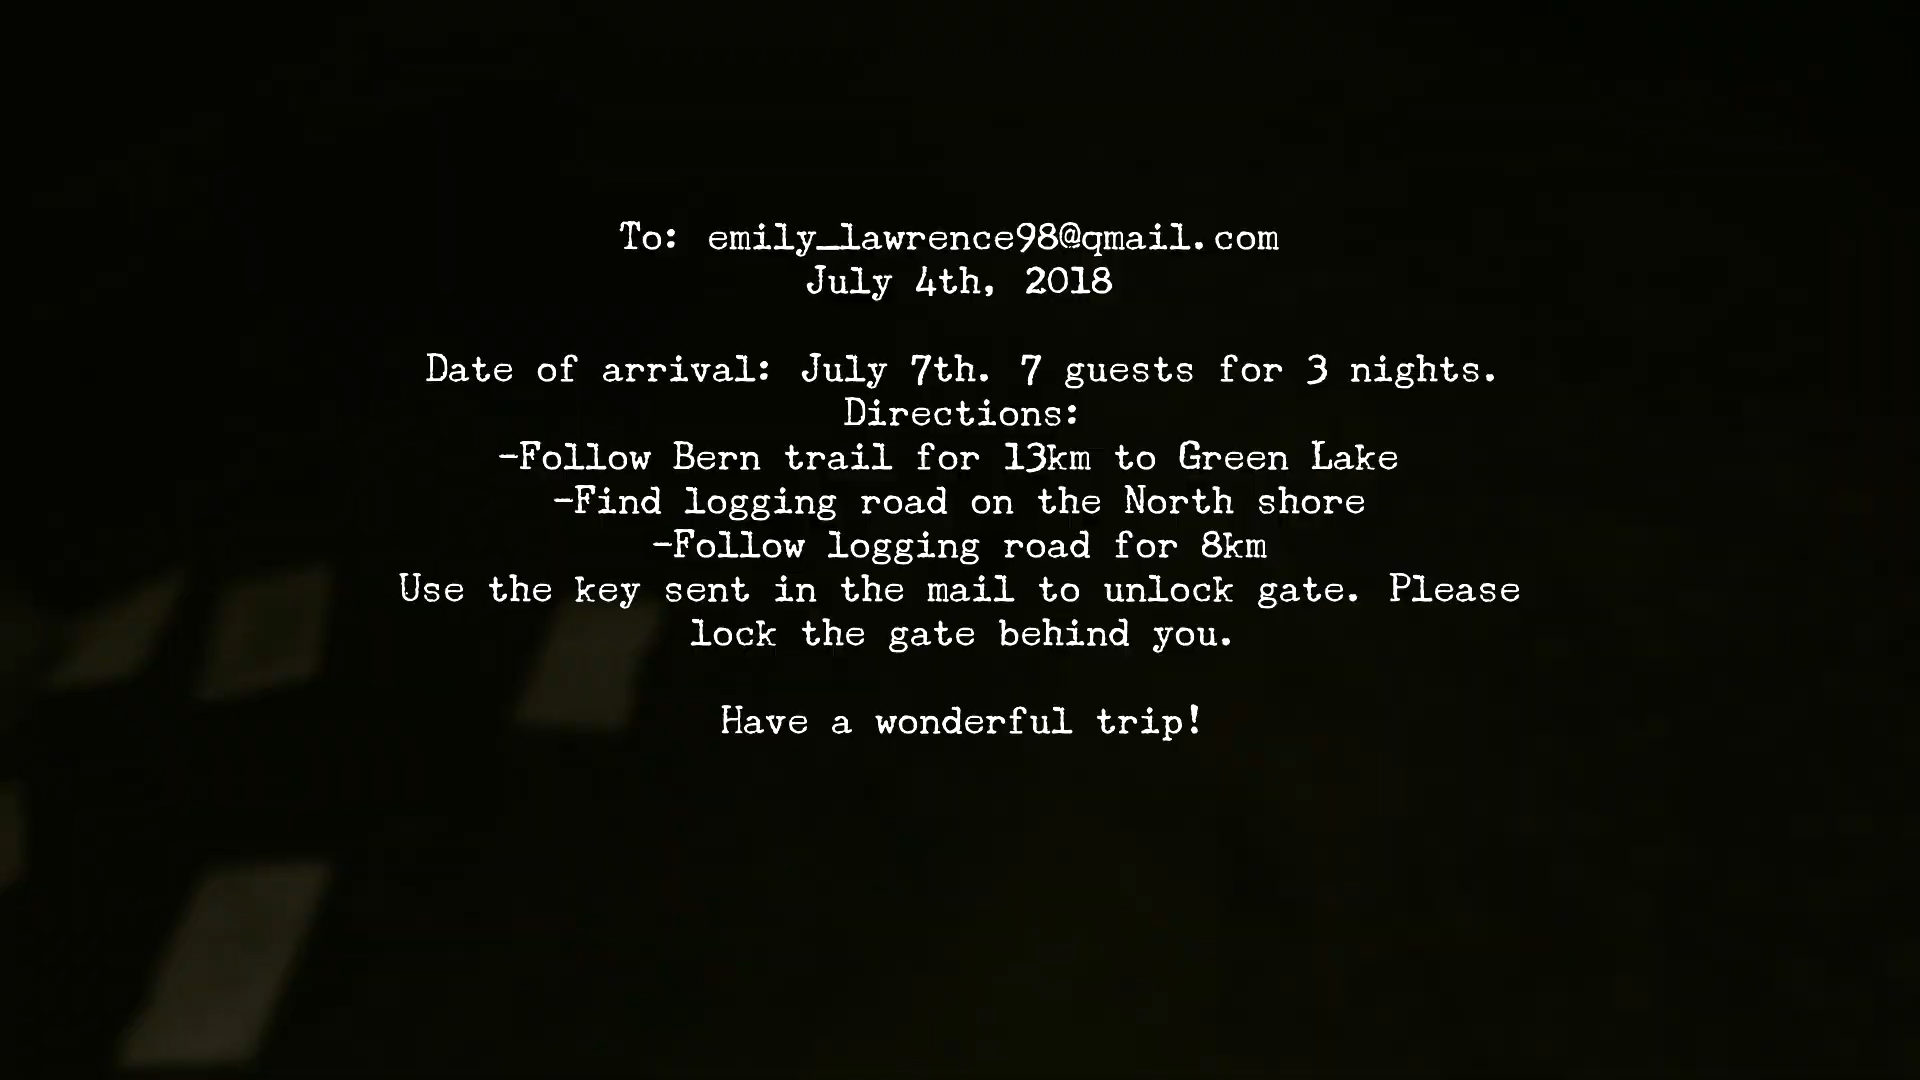 To: emily_lawrence98@qmail.com
July 4th, 2018
Date of arrival: July 7th. 7 guests for 3 nights.
Directions:
-Follow Bern trail for 13km to Green Lake
-Find logging road on the North shore
-Follow logging road for 8km
Use the key sent in the mail to unlock gate. Please
lock the gate behind you.
Have a wonderful trip!